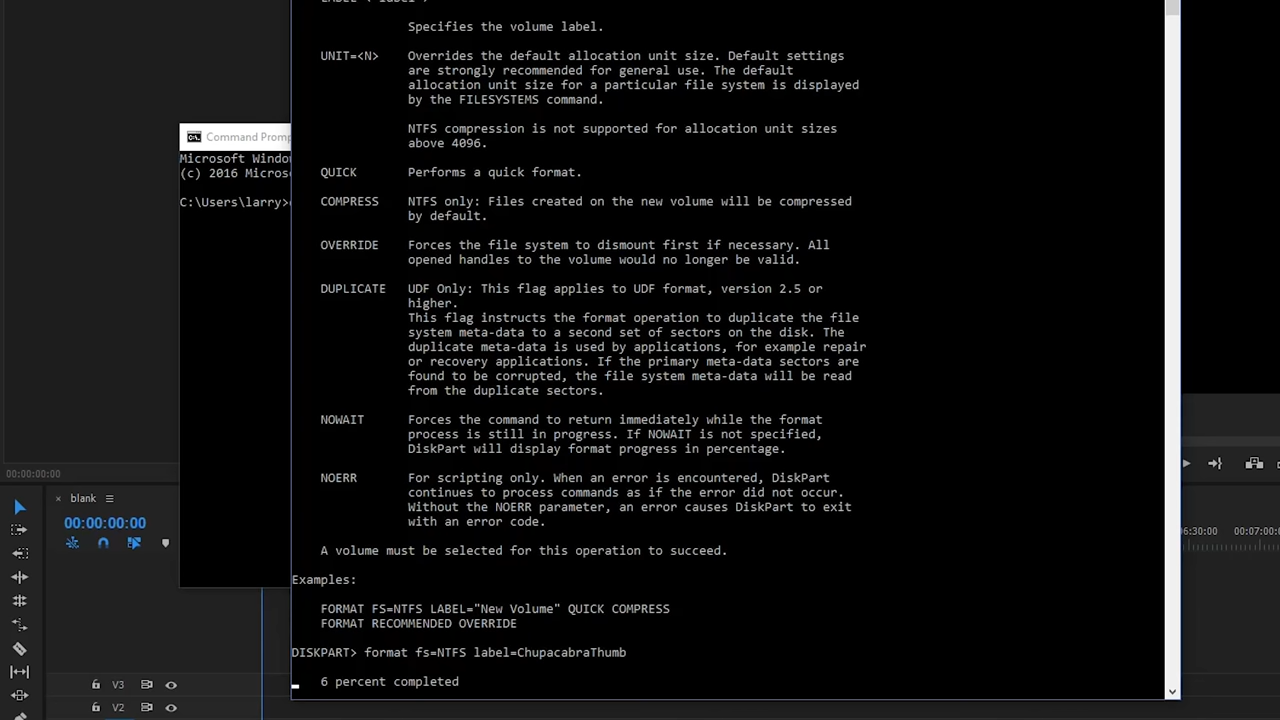 Specifies the volume label.
UNIT=<N> Overrides the default allocation unit size. Default settings
are strongly recommended for general use. The default
allocation unit size for a particular file system is displayed
by the FILESYSTEMS command.
NTFS compression is not supported for allocation unit sizes
above 4096.
QUICK Performs a quick format.
COMPRESS NTFS only: Files created on the new volume will be compressed
by default.
OVERRIDE Forces the file system to dismount first if necessary. All
opened handles to the volume would no longer be valid.
DUPLICATE UDF Only: This flag applies to UDF format, version 2.5 or
higher.
This flag instructs the format operation to duplicate the file
system meta-data to a second set of sectors on the disk. The
duplicate meta-data is used by applications, for example repair
or recovery applications. If the primary meta-data sectors are
found to be corrupted, the file system meta-data will be read
from the duplicate sectors.
NOWAIT Forces the command to return immediately while the format
process is still in progress. If NOWAIT is not specified,
DiskPart will display format progress in percentage.
NOERR For scripting only. When an error is encountered, DiskPart
continues to process commands as if the error did not occur.
Without the NOERR parameter, an error causes DiskPart to exit
with an error code.
A volume must be selected for this operation to succeed.
Examples:
FORMAT FS=NTFS LABEL="New Volume" QUICK COMPRESS
FORMAT RECOMMENDED OVERRIDE
DISKPART> format fs=NTFS label=ChupacabraThumb
6 percent completed
Command Promp
Microsoft Window
(c) 2016 Micros
C:\Users\larry>
00:00:00:00
× blank
00:00:00:00
06:30:00 00:07:00:0
V3
V2